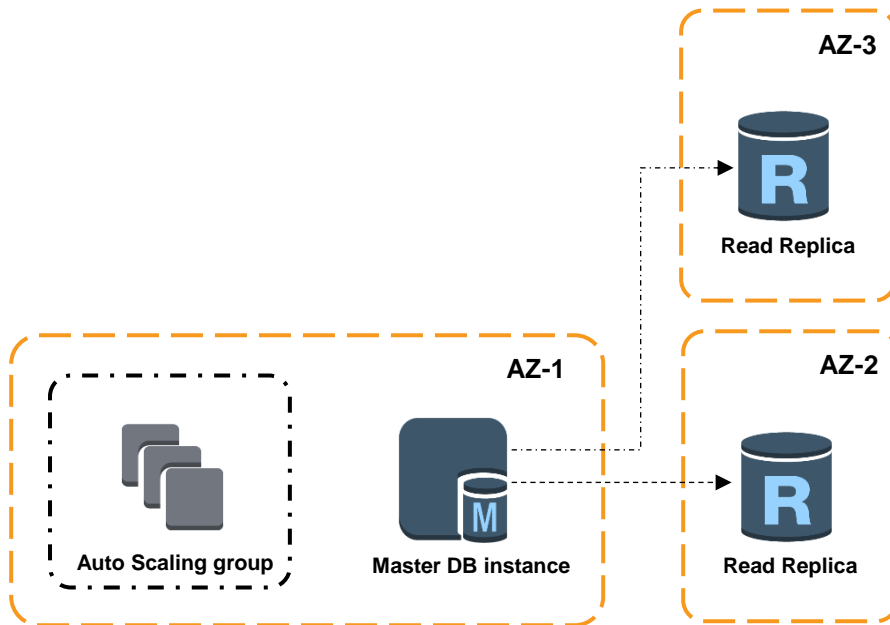 AZ-3
R
Read Replica
AZ-1
AZ-2
M
R
Auto Scaling group
Master DB instance
Read Replica